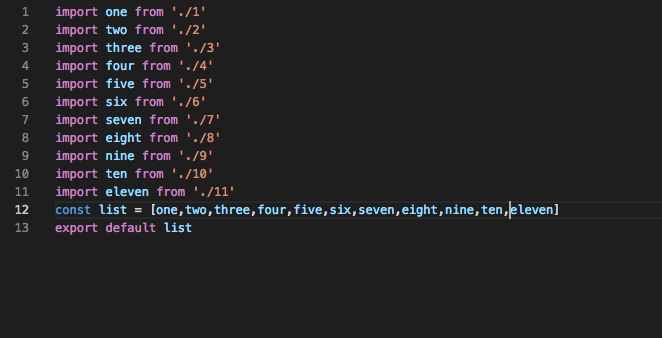 1 import one from './1'
2 import two from './2'
3 import three from './3'
4 import four from './4'
5 import five from './5'
6 import six from './6'
7 import seven from './7'
8 import eight from './8'
9 import nine from './9'
10 import ten from './10'
11 import eleven from './11'
12 const list = [one,two,three,four,five,six,seven,eight,nine,ten,eleven]
13 export default list